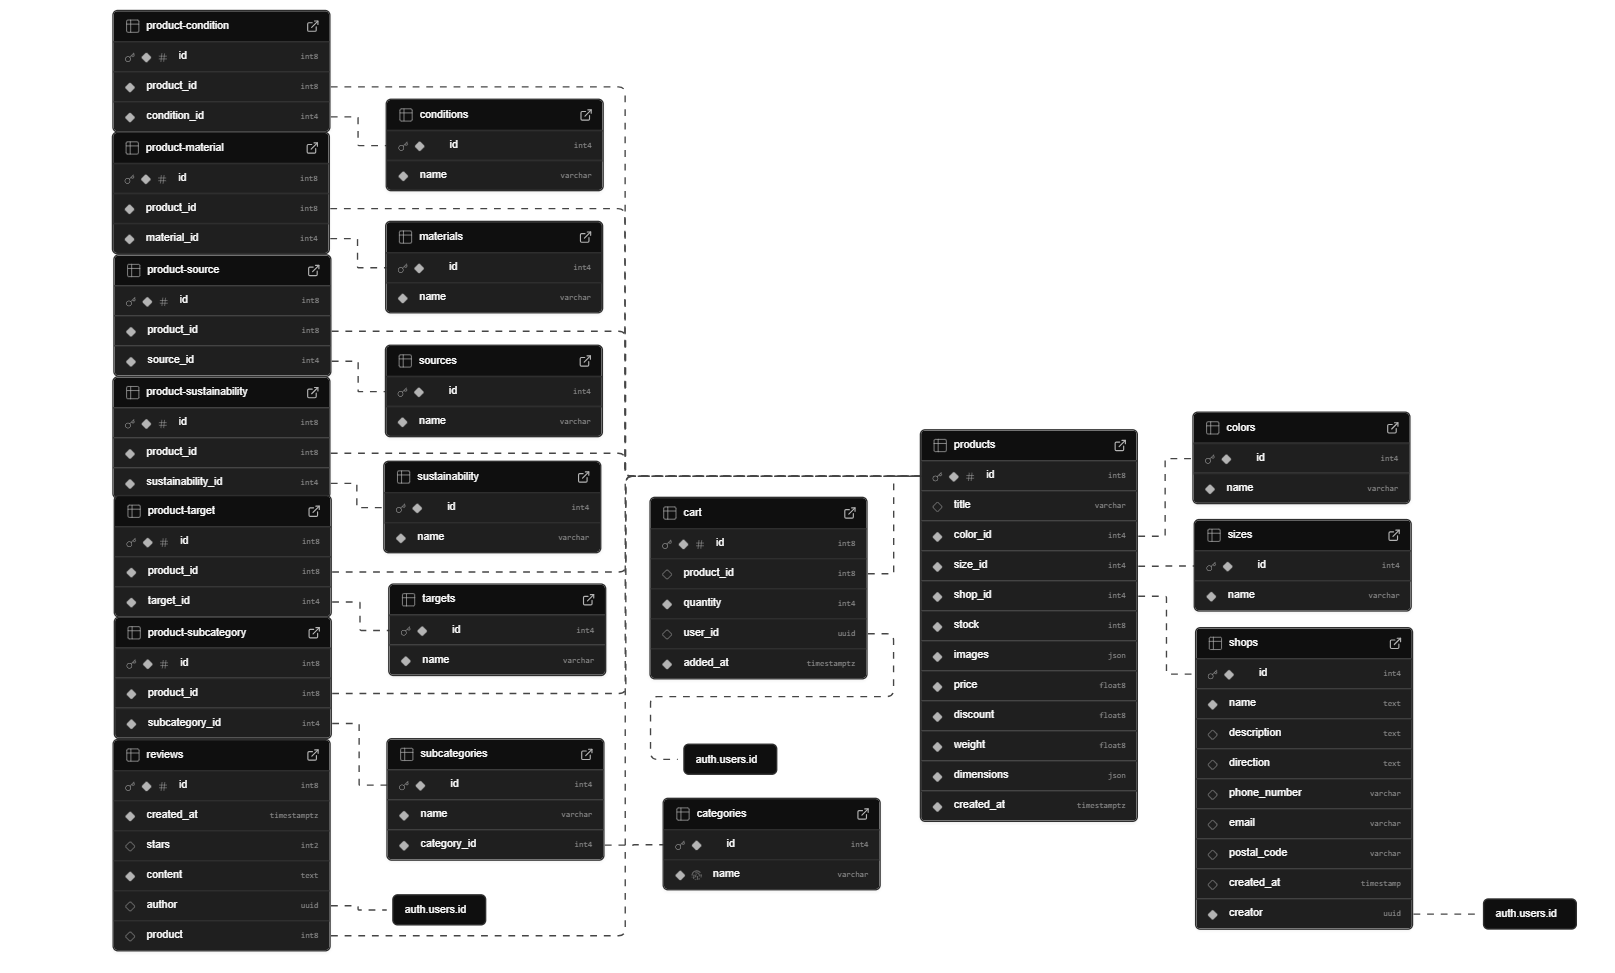 product-condition
id int8
product_id int8
condition_id int4
product-material
id int8
product_id int8
material_id int4
product-source
id int8
product_id int8
source_id int4
product-sustainability
id int8
product_id int8
sustainability_id int4
product-target
id int8
product_id int8
target_id int4
product-subcategory
id int8
product_id int8
subcategory_id int4
reviews
id int8
created_at timestamptz
stars int2
content text
author uuid
product int8
conditions
id int4
name varchar
materials
id int4
name varchar
sources
id int4
name varchar
sustainability
id int4
name varchar
targets
id int4
name varchar
subcategories
id int4
name varchar
category_id int4
auth.users.id
cart
id int8
product_id int8
quantity int4
user_id uuid
added_at timestamptz
auth.users.id
categories
id int4
name varchar
products
id int8
title varchar
color_id int4
size_id int4
shop_id int4
stock int8
images json
price float8
discount float8
weight float8
dimensions json
created_at timestamptz
colors
id int4
name varchar
sizes
id int4
name varchar
shops
id int4
name text
description text
direction text
phone_number varchar
email varchar
postal_code varchar
created_at timestamp
creator uuid
auth.users.id